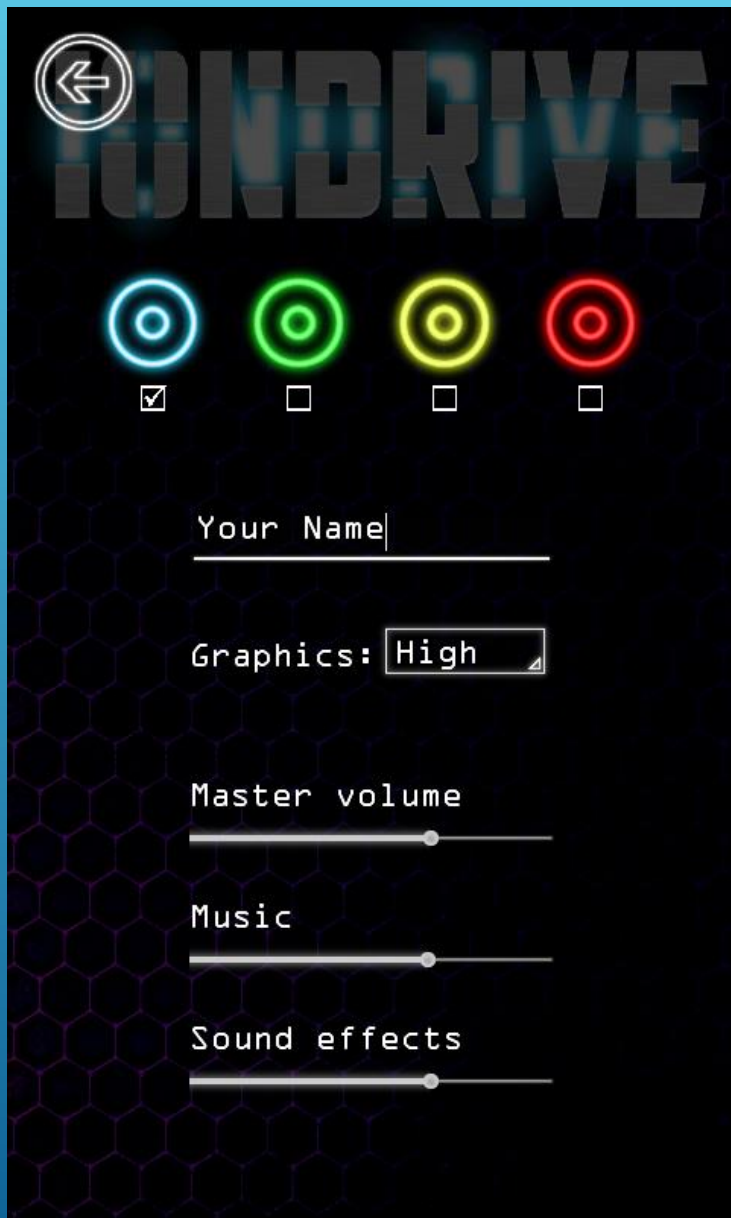 IONDRIVE
Your Name
Graphics: High
Master volume
Music
Sound effects